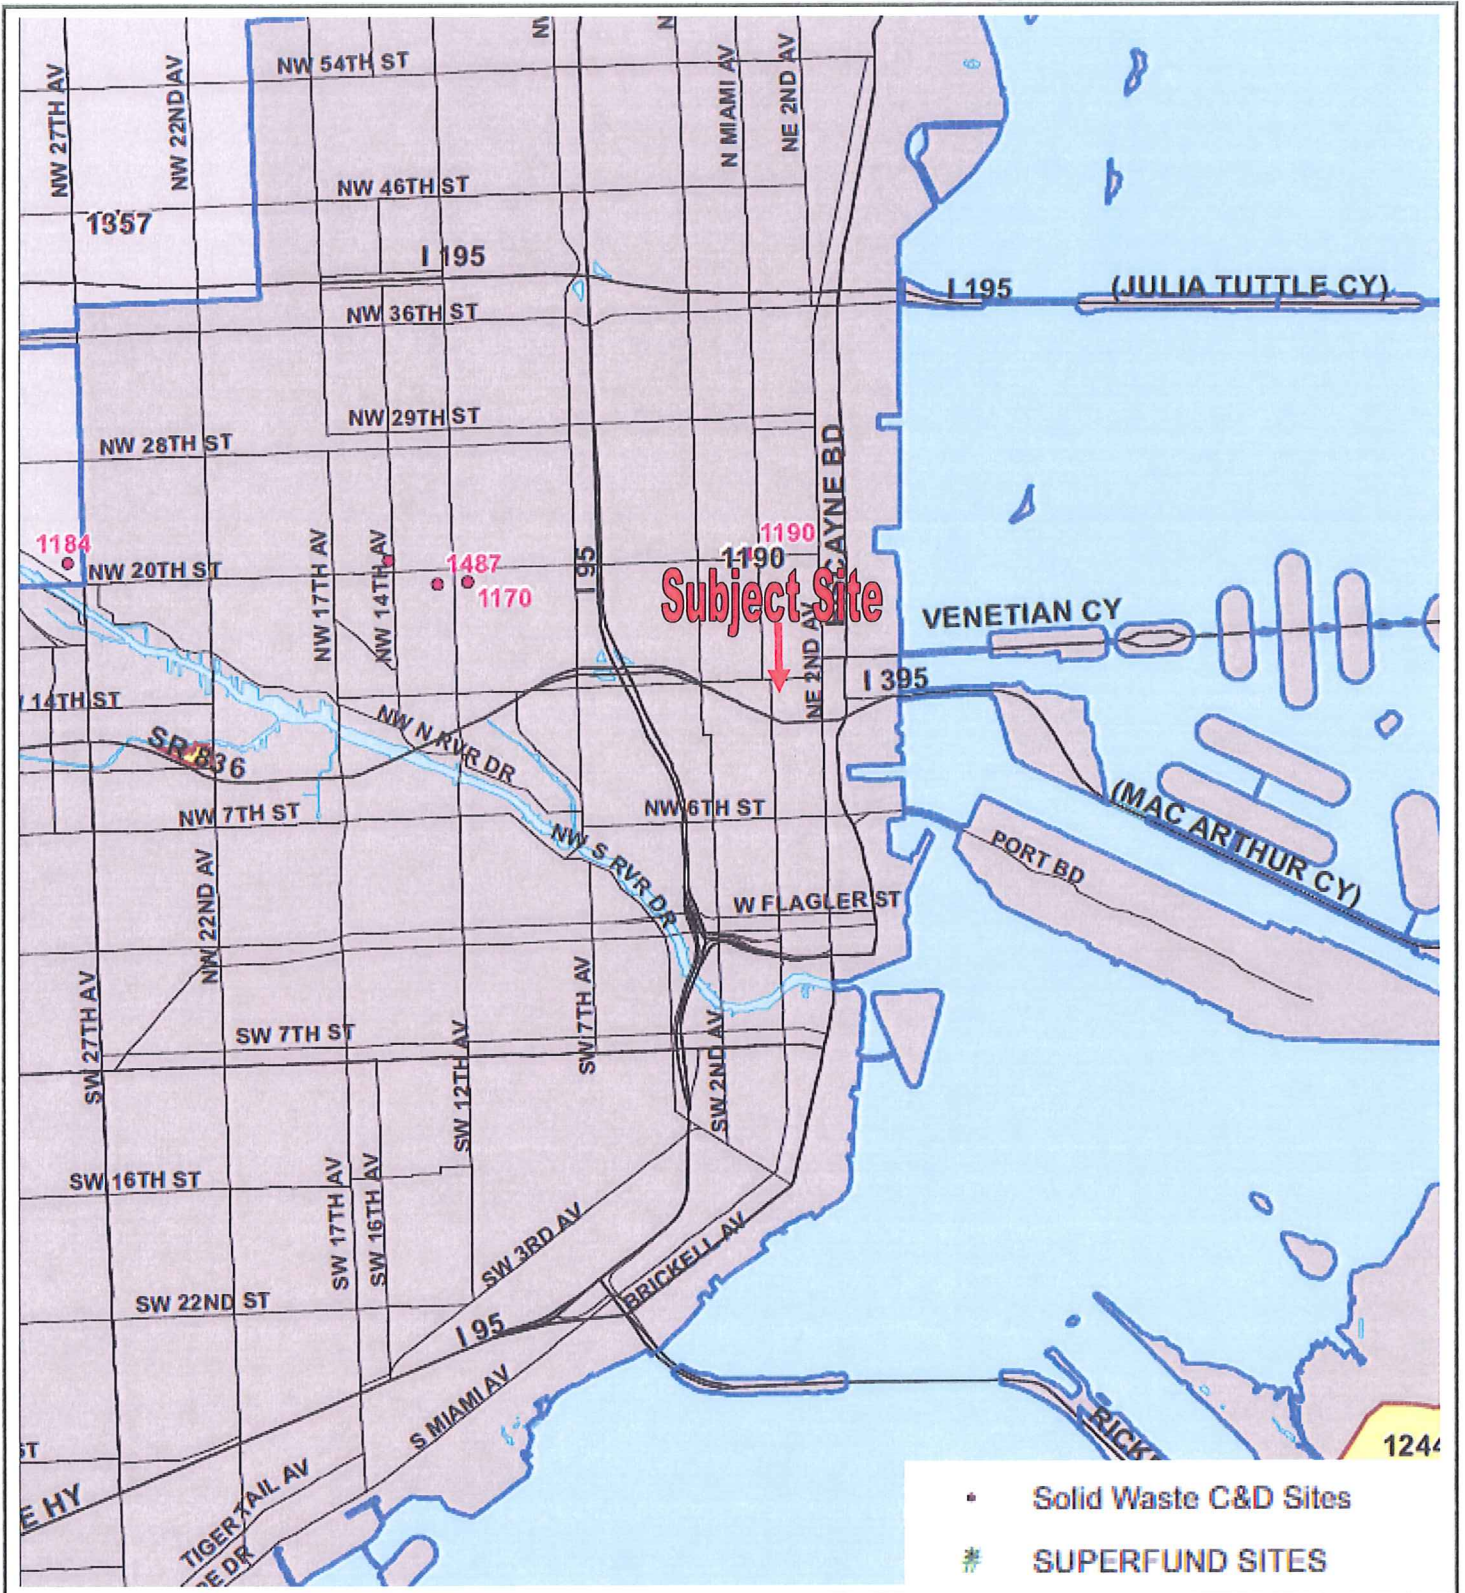 NW 54TH ST
NW 27TH AV
NW 22ND AV
N MIAMI AV
NE 2ND AV
NW 46TH ST
1357
I 195
I 195
(JULIA TUTTLE CY)
NW 36TH ST
NW 29TH ST
NW 28TH ST
1184
NW 20TH ST
NW 17TH AV
NW 14TH AV
1487
1170
I 95
1190
1190
Subject Site
NE 2ND AV
VENETIAN CY
I 395
14TH ST
SR 836
NW N RVR DR
NW 7TH ST
NW 6TH ST
(MAC ARTHUR CY)
PORT BD
NW S RVR DR
NW 22ND AV
W FLAGLER ST
SW 27TH AV
SW 7TH ST
SW 12TH AV
SW 7TH AV
SW 2ND AV
SW 16TH ST
SW 17TH AV
SW 16TH AV
SW 3RD AV
BRICKELL AV
SW 22ND ST
I 95
S MIAMI AV
ST
E HY
TIGER TAIL AV
DR
1244
Solid Waste C&D Sites
SUPERFUND SITES